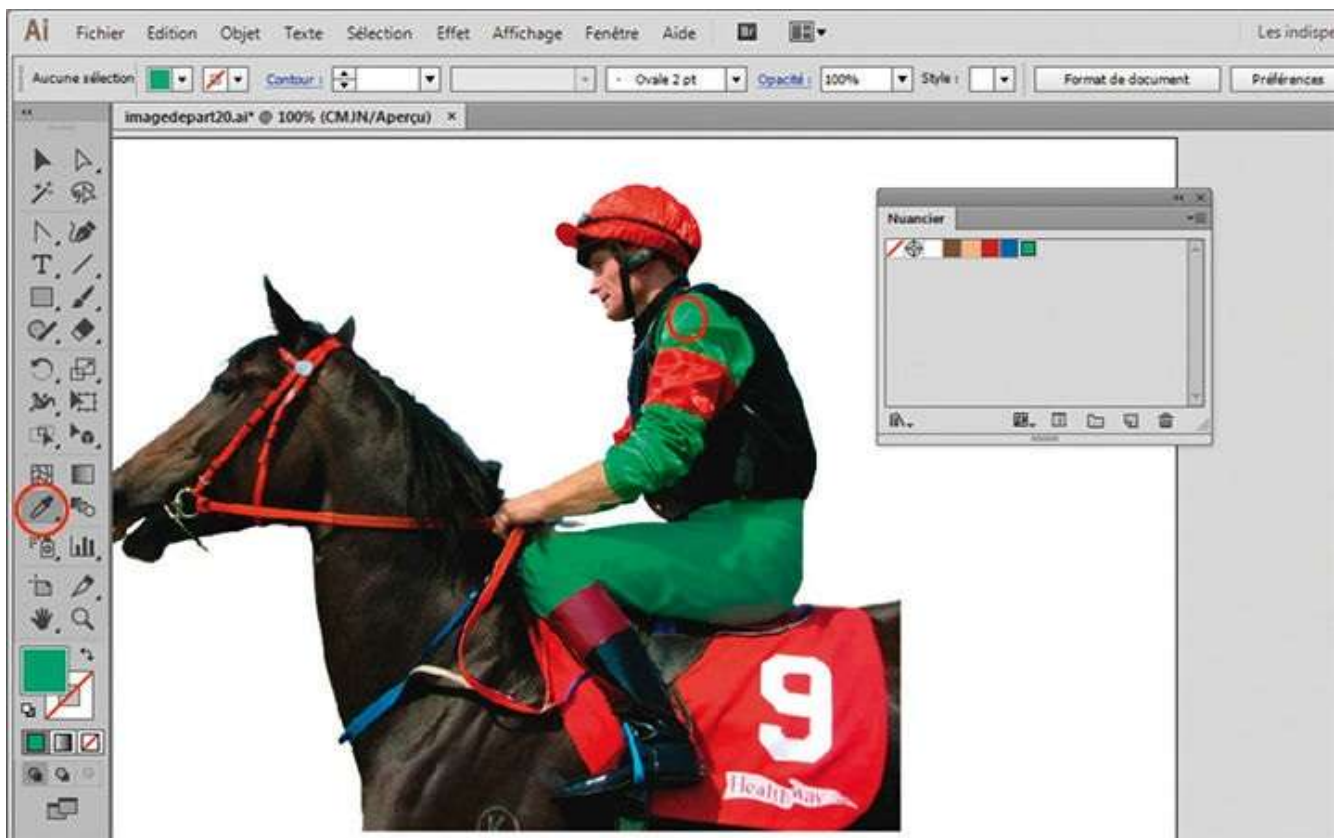 Ai Fichier Edition Objet Texte Sélection Effet Affichage Fenêtre Aide Br Les indispe
Aucune sélection Contour : Ovale 2 pt Opacité : 100% Style : Format de document Préférences
imagedepart20.ai* @ 100% (CMJN/Aperçu) ×
Nuancier
9
HealthWay